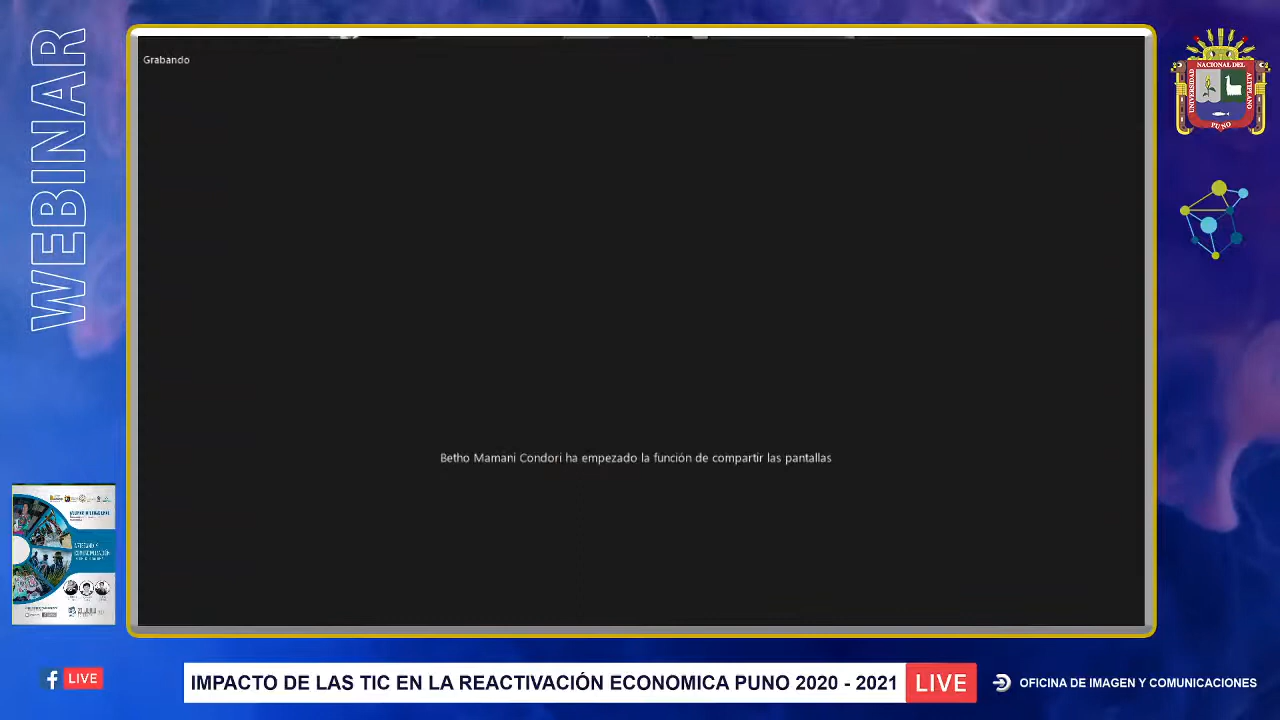 WEBINAR
Grabando
UNIVERSIDAD
NACIONAL DEL
ALTIPLANO
PUNO
Betho Mamani Condori ha empezado la función de compartir las pantallas
LIVE
IMPACTO DE LAS TIC EN LA REACTIVACIÓN ECONOMICA PUNO 2020 - 2021
LIVE
OFICINA DE IMAGEN Y COMUNICACIONES